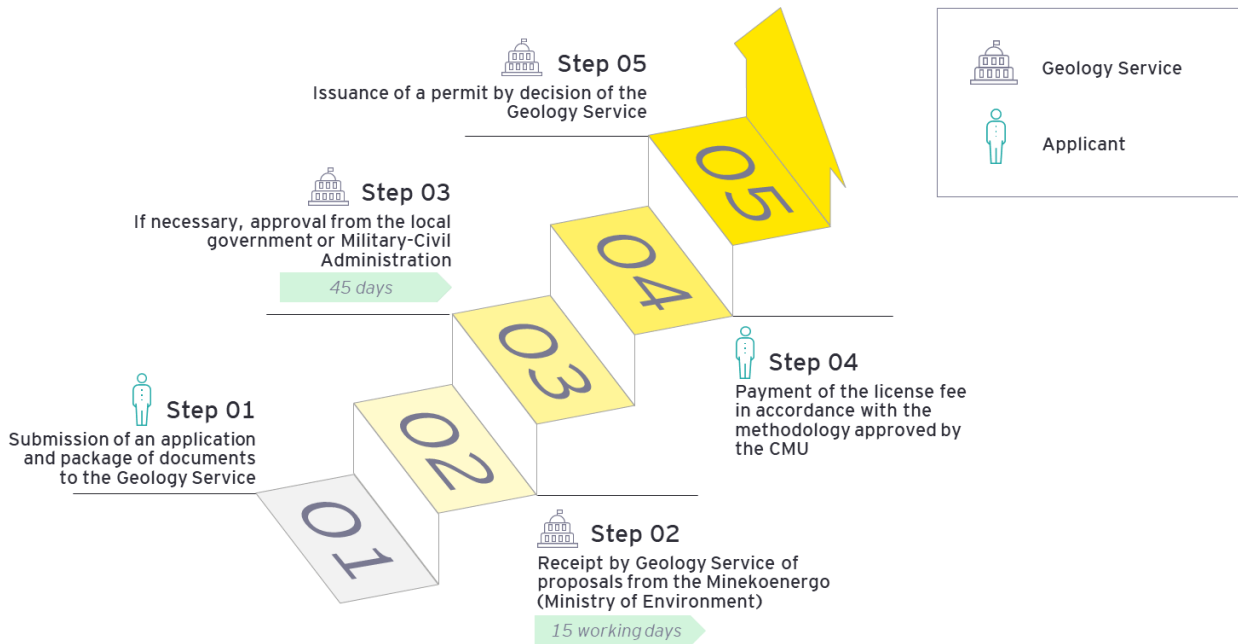 Step 01
Submission of an application
and package of documents
to the Geology Service
Step 02
Receipt by Geology Service of
proposals from the Minekoenergo
(Ministry of Environment)
15 working days
Step 03
If necessary, approval from the local
government or Military-Civil
Administration
45 days
Step 04
Payment of the license fee
in accordance with the
methodology approved by
the CMU
Step 05
Issuance of a permit by decision of the
Geology Service
01
02
03
04
05
Geology Service
Applicant